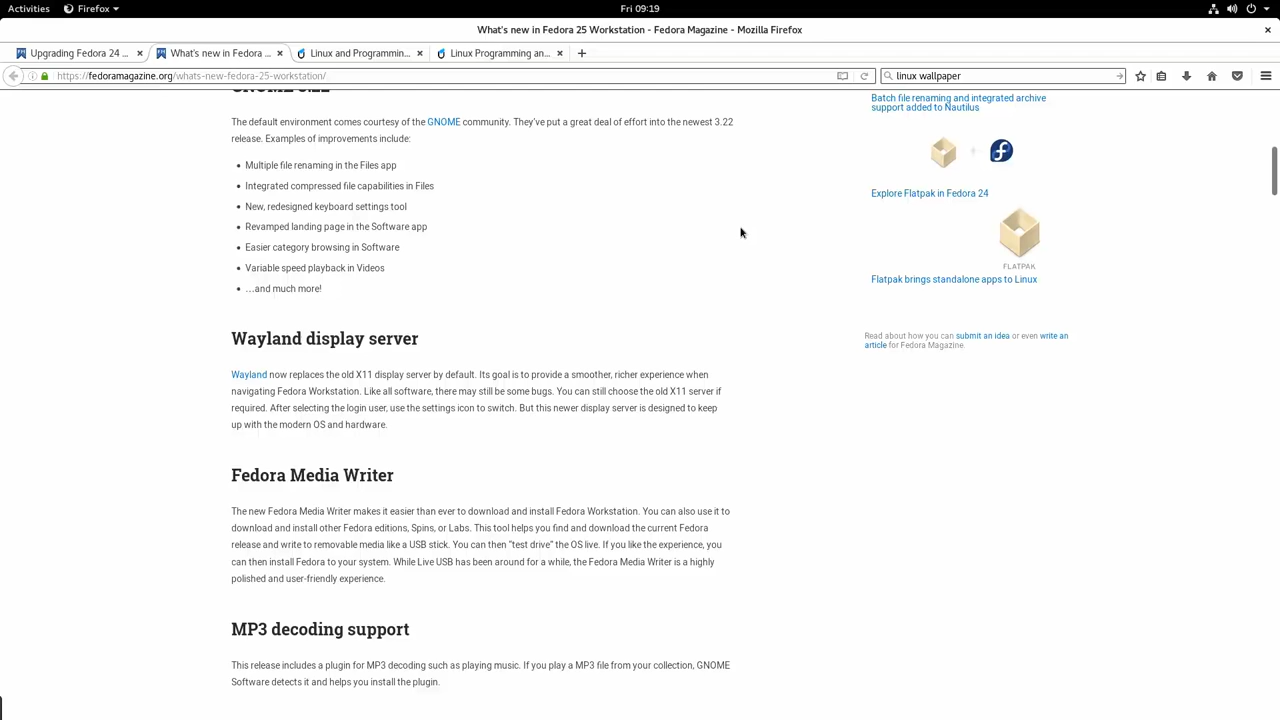 Activities
Firefox
Fri 09:19
What's new in Fedora 25 Workstation - Fedora Magazine - Mozilla Firefox
Upgrading Fedora 24 ...
What's new in Fedora ...
Linux and Programmin...
Linux Programming an...
https://fedoramagazine.org/whats-new-fedora-25-workstation/
linux wallpaper
GNOME 3.22
The default environment comes courtesy of the GNOME community. They've put a great deal of effort into the newest 3.22
release. Examples of improvements include:
Multiple file renaming in the Files app
Integrated compressed file capabilities in Files
New, redesigned keyboard settings tool
Revamped landing page in the Software app
Easier category browsing in Software
Variable speed playback in Videos
…and much more!
Wayland display server
Wayland now replaces the old X11 display server by default. Its goal is to provide a smoother, richer experience when
navigating Fedora Workstation. Like all software, there may still be some bugs. You can still choose the old X11 server if
required. After selecting the login user, use the settings icon to switch. But this newer display server is designed to keep
up with the modern OS and hardware.
Fedora Media Writer
The new Fedora Media Writer makes it easier than ever to download and install Fedora Workstation. You can also use it to
download and install other Fedora editions, Spins, or Labs. This tool helps you find and download the current Fedora
release and write to removable media like a USB stick. You can then "test drive" the OS live. If you like the experience, you
can then install Fedora to your system. While Live USB has been around for a while, the Fedora Media Writer is a highly
polished and user-friendly experience.
MP3 decoding support
This release includes a plugin for MP3 decoding such as playing music. If you play a MP3 file from your collection, GNOME
Software detects it and helps you install the plugin.
Batch file renaming and integrated archive
support added to Nautilus
Explore Flatpak in Fedora 24
FLATPAK
Flatpak brings standalone apps to Linux
Read about how you can submit an idea or even write an
article for Fedora Magazine.